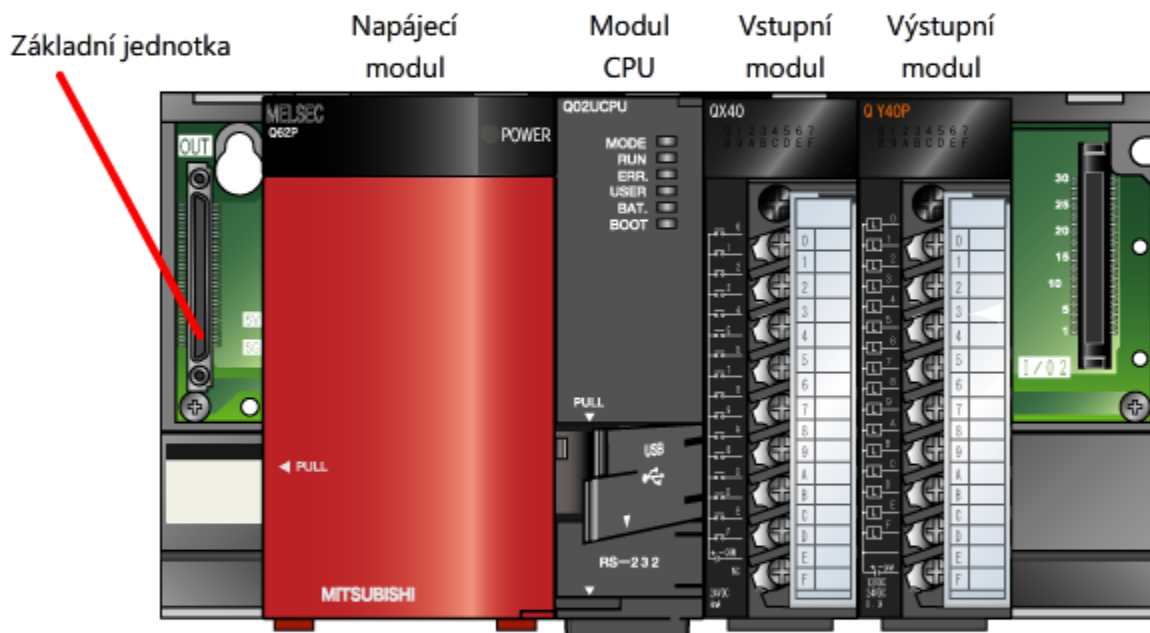 Základní jednotka
Napájecí
modul
Modul
CPU
Vstupní
modul
Výstupní
modul
MELSEC
Q62P
POWER
Q02UCPU
MODE
RUN
ERR.
USER
BAT.
BOOT
PULL
USB
RS-232
PULL
MITSUBISHI
QX40
0 1 2 3 4 5 6 7
8 9 A B C D E F
0
1
2
3
4
5
6
7
8
9
A
B
C
D
E
F
24VDC
NC
Q Y40P
0 1 2 3 4 5 6 7
8 9 A B C D E F
0
1
2
3
4
5
6
7
8
9
A
B
C
D
E
F
OUT
5V
SG
30
25
20
15
10
5
1
I/O2